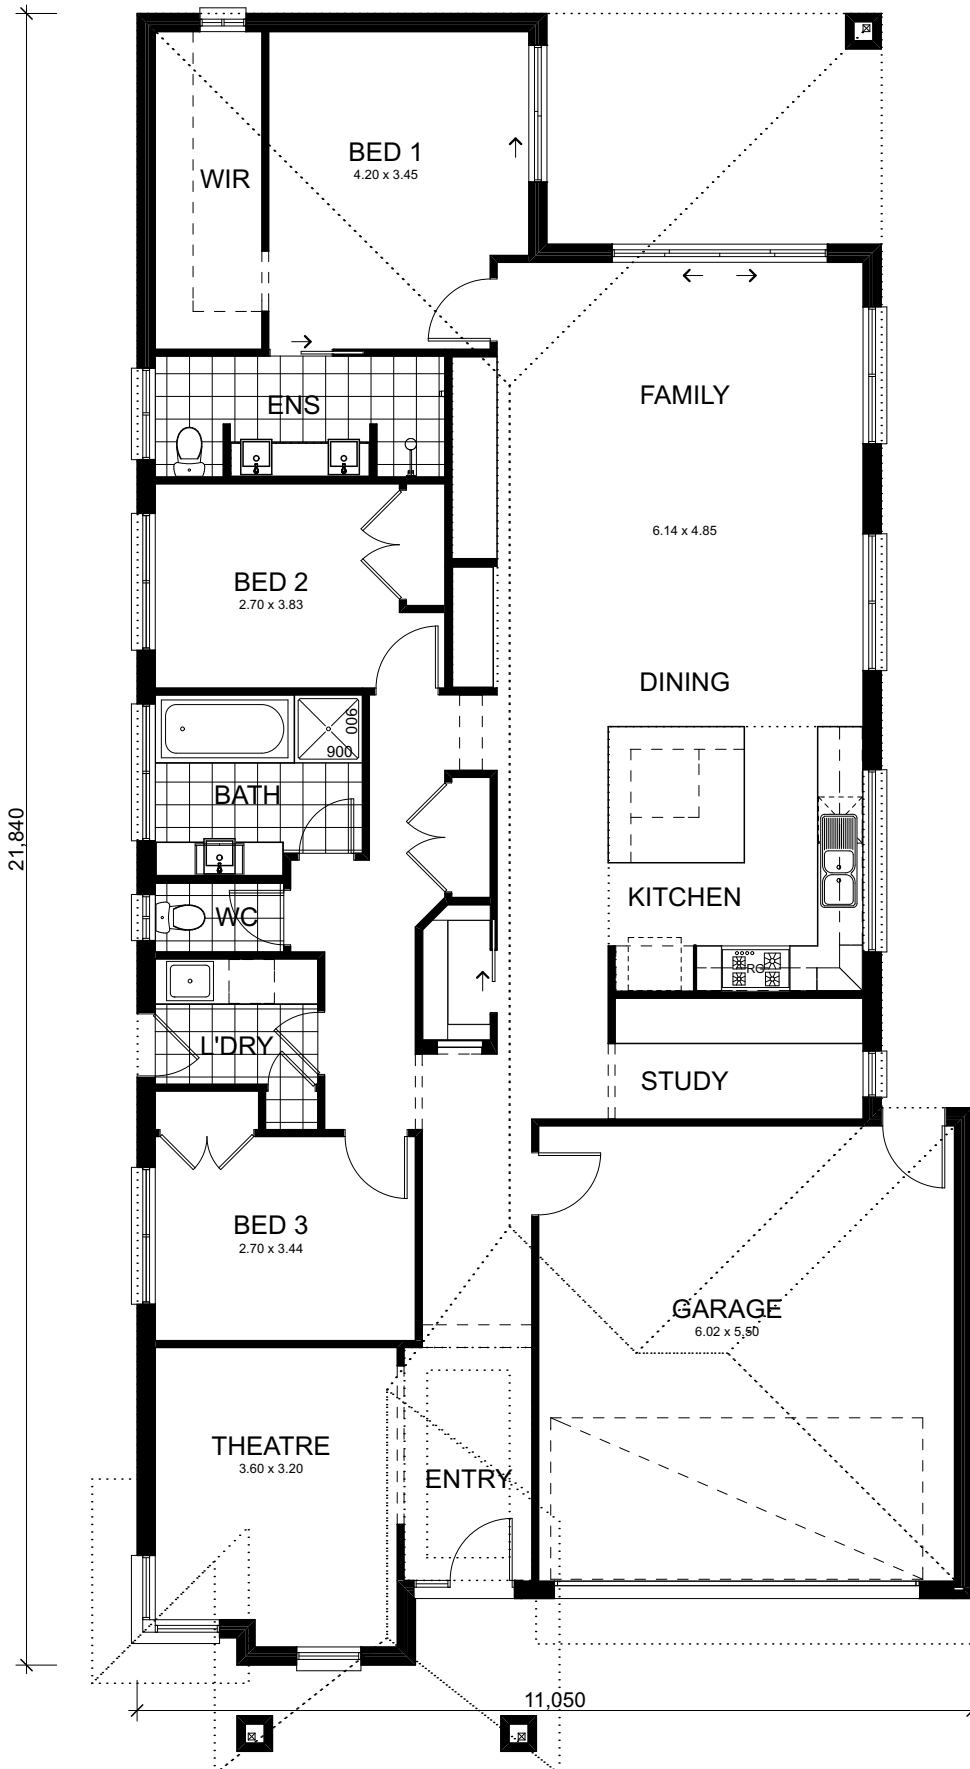 BED 1
4.20 x 3.45
WIR
FAMILY
ENS
6.14 x 4.85
BED 2
2.70 x 3.83
DINING
900
900
BATH
21,840
KITCHEN
WC
RO
L'DRY
STUDY
BED 3
2.70 x 3.44
GARAGE
6.02 x 5.50
THEATRE
3.60 x 3.20
ENTRY
11,050